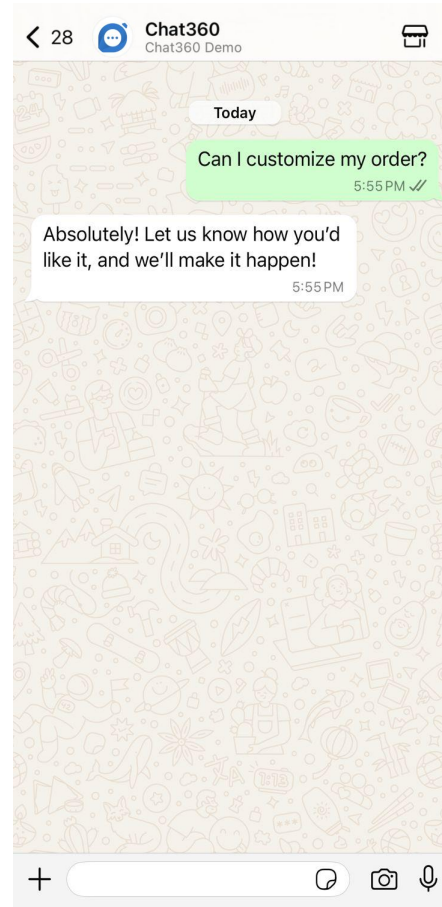 28
Chat360
Chat360 Demo
Today
Can I customize my order?
5:55 PM
Absolutely! Let us know how you’d
like it, and we’ll make it happen!
5:55 PM